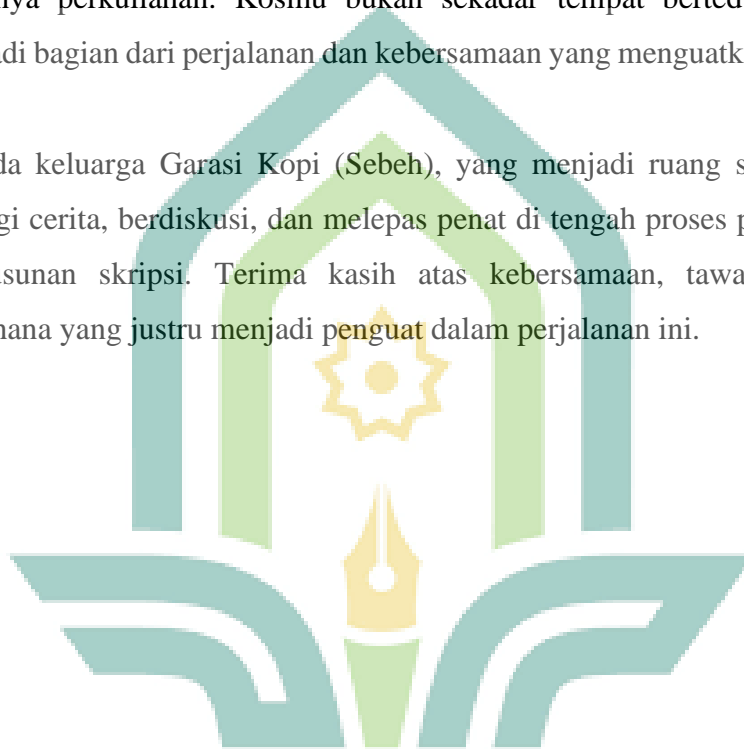 nya perkuliahan. Kosmu bukan sekadar tempat berted
adi bagian dari perjalanan dan kebersamaan yang menguatk
da keluarga Garasi Kopi (Sebeh), yang menjadi ruang s
gi cerita, berdiskusi, dan melepas penat di tengah proses p
usunan skripsi. Terima kasih atas kebersamaan, tawa
hana yang justru menjadi penguat dalam perjalanan ini.